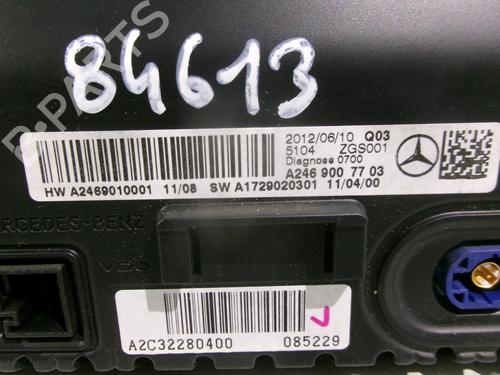 84613
2012/06/10 Q03
5104 ZGS001
Diagnose 0700
A246 900 77 03
HW A2469010001 11/08 SW A1729020301 11/04/00
MERCEDES-BENZ
VDO
A2C32280400 085229
B-PARTS